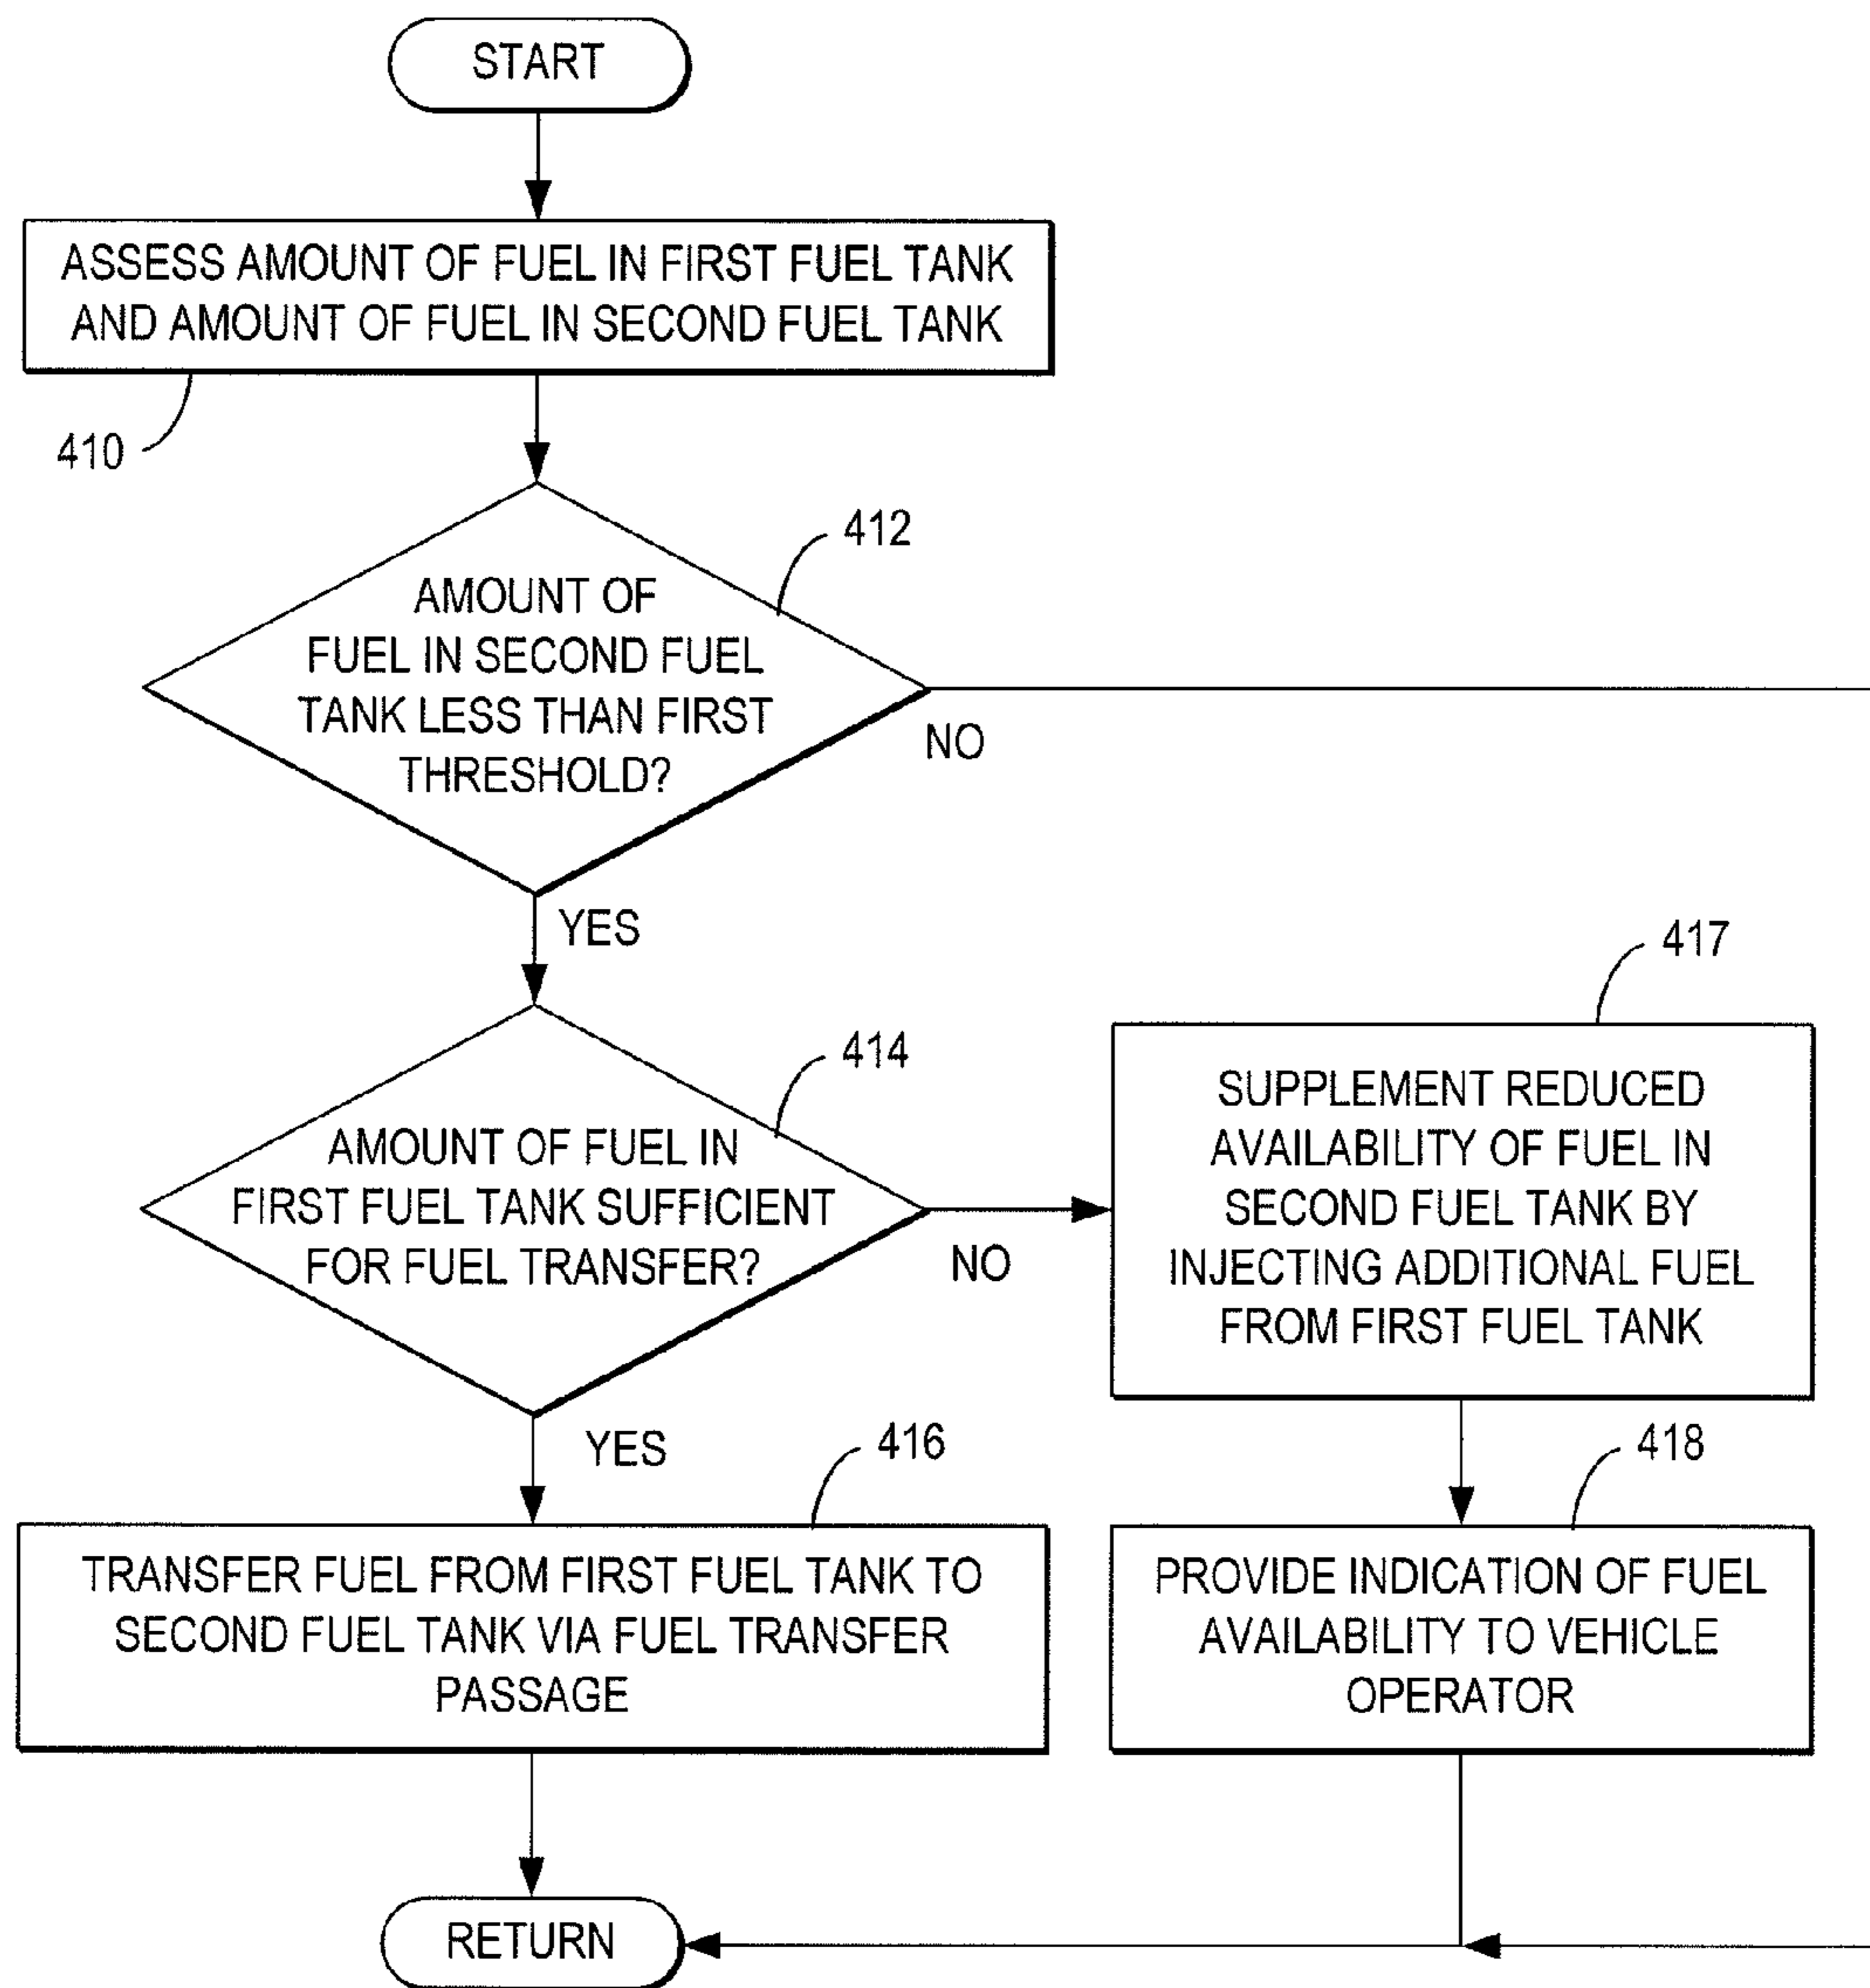 START
ASSESS AMOUNT OF FUEL IN FIRST FUEL TANK
AND AMOUNT OF FUEL IN SECOND FUEL TANK
410
412
AMOUNT OF
FUEL IN SECOND FUEL
TANK LESS THAN FIRST
THRESHOLD?
NO
YES
414
AMOUNT OF FUEL IN
FIRST FUEL TANK SUFFICIENT
FOR FUEL TRANSFER?
NO
417
SUPPLEMENT REDUCED
AVAILABILITY OF FUEL IN
SECOND FUEL TANK BY
INJECTING ADDITIONAL FUEL
FROM FIRST FUEL TANK
YES
416
TRANSFER FUEL FROM FIRST FUEL TANK TO
SECOND FUEL TANK VIA FUEL TRANSFER
PASSAGE
418
PROVIDE INDICATION OF FUEL
AVAILABILITY TO VEHICLE
OPERATOR
RETURN